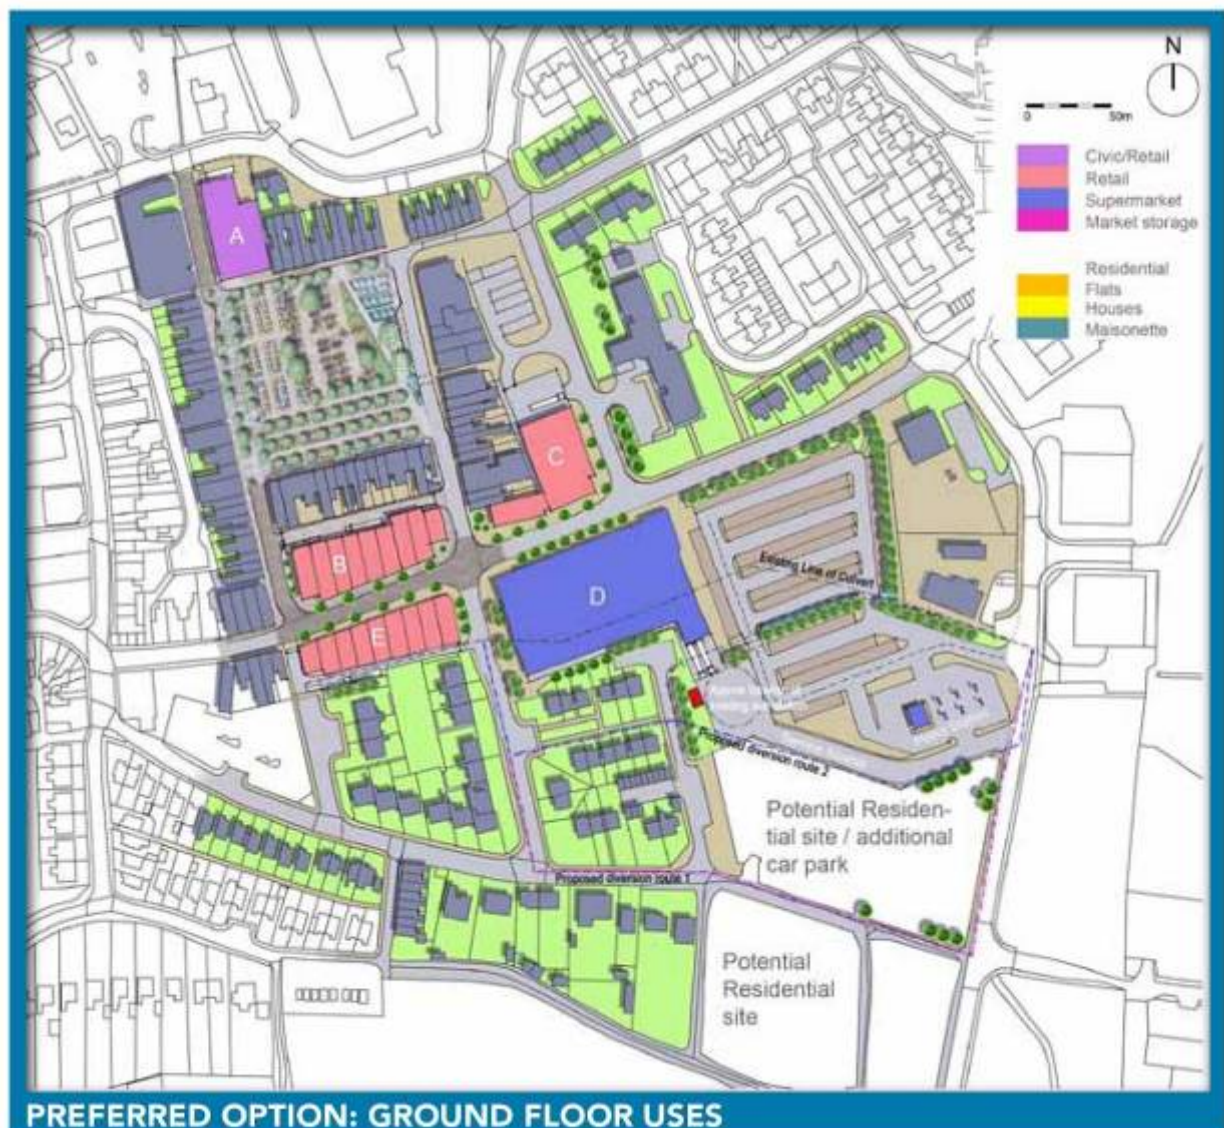 N
0 50m
Civic/Retail
Retail
Supermarket
Market storage
Residential
Flats
Houses
Maisonette
A
C
B
D
E
Existing Line of Culvert
Proposed diversion route 2
Potential Residen-
tial site / additional
car park
Proposed diversion route 1
Potential
Residential
site
PREFERRED OPTION: GROUND FLOOR USES